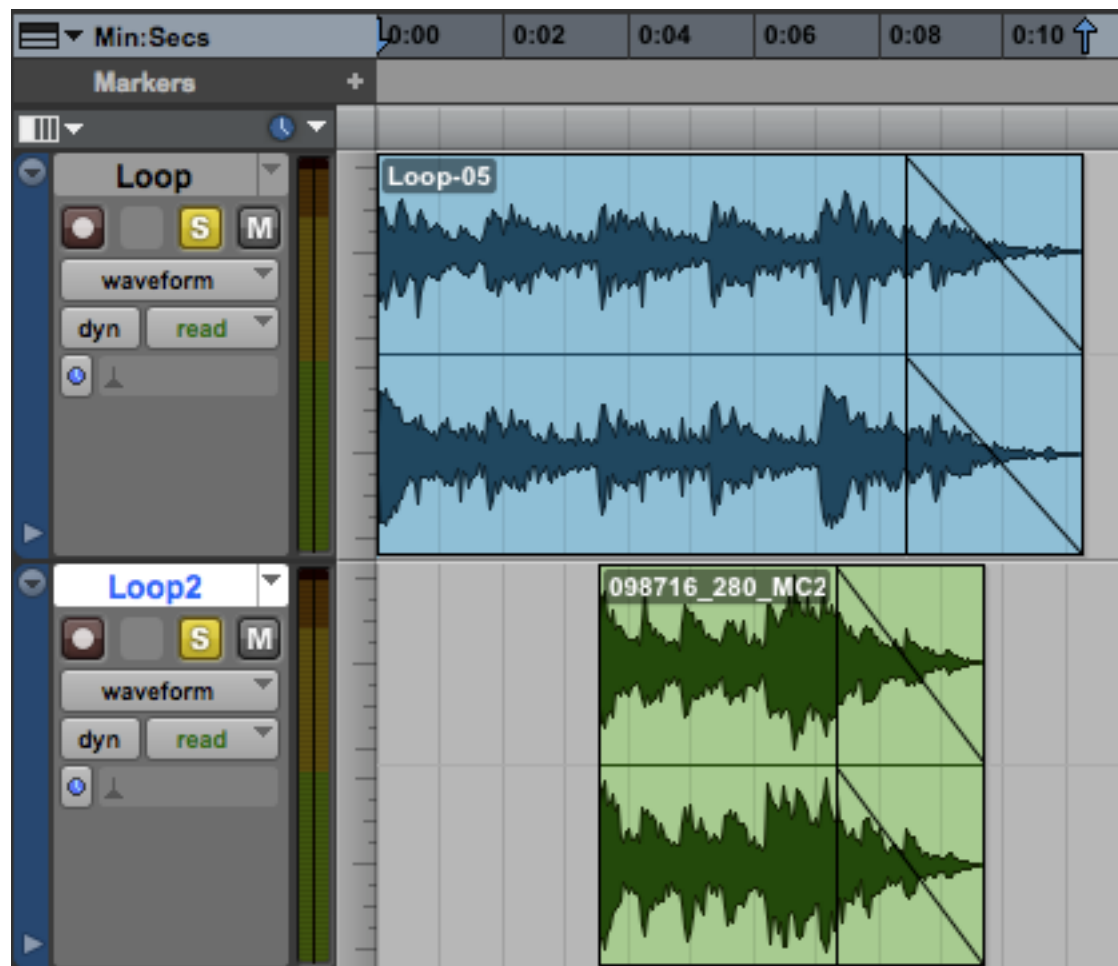 Min:Secs
0:00 0:02 0:04 0:06 0:08 0:10
Markers +
Loop
Loop-05
S M
waveform
dyn read
Loop2
098716_280_MC2
S M
waveform
dyn read